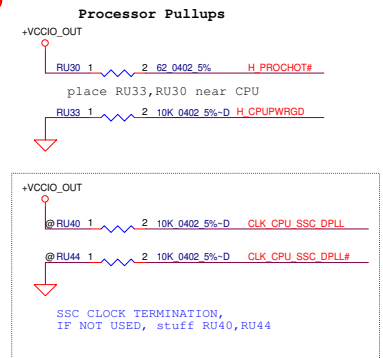 Processor Pullups
+VCCIO_OUT
RU30 1 2 62_0402_5% H_PROCHOT#
place RU33,RU30 near CPU
RU33 1 2 10K_0402_5%~D H_CPUPWRGD
+VCCIO_OUT
@ RU40 1 2 10K_0402_5%~D CLK_CPU_SSC_DPLL
@ RU44 1 2 10K_0402_5%~D CLK_CPU_SSC_DPLL#
SSC CLOCK TERMINATION,
IF NOT USED, stuff RU40,RU44